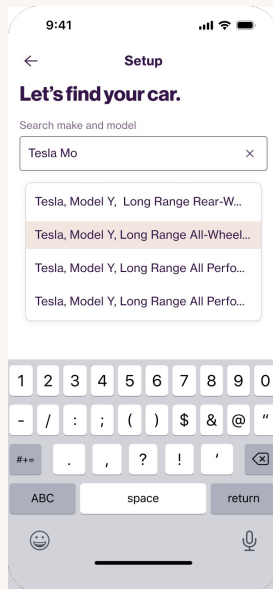 9:41
Setup
Let's find your car.
Search make and model
Tesla Mo
Tesla, Model Y, Long Range Rear-W...
Tesla, Model Y, Long Range All-Wheel...
Tesla, Model Y, Long Range All Perfo...
Tesla, Model Y, Long Range All Perfo...
1 2 3 4 5 6 7 8 9 0
- / : ; ( ) $ & @ "
#+= . , ? ! '
ABC space return